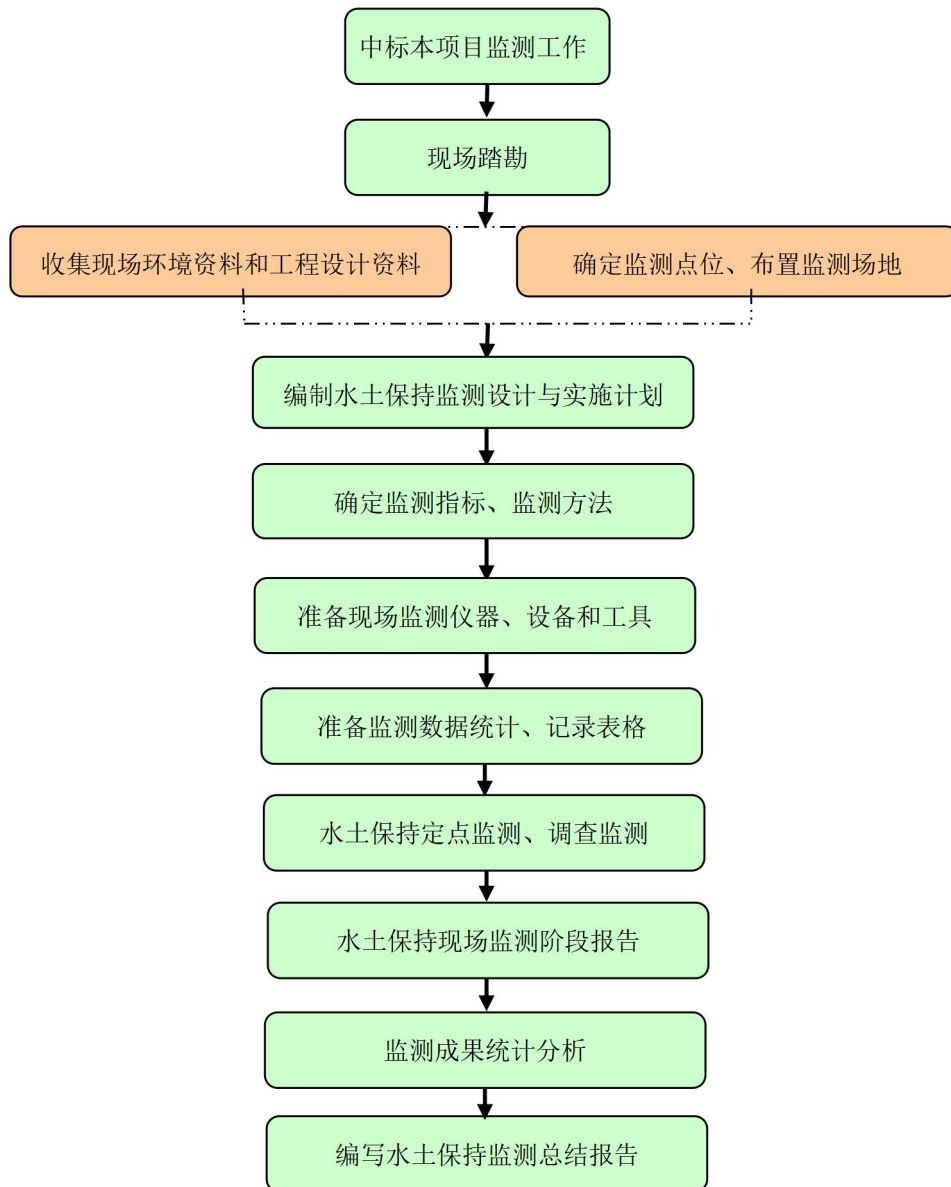 中标本项目监测工作
现场踏勘
收集现场环境资料和工程设计资料
确定监测点位、布置监测场地
编制水土保持监测设计与实施计划
确定监测指标、监测方法
准备现场监测仪器、设备和工具
准备监测数据统计、记录表格
水土保持定点监测、调查监测
水土保持现场监测阶段报告
监测成果统计分析
编写水土保持监测总结报告